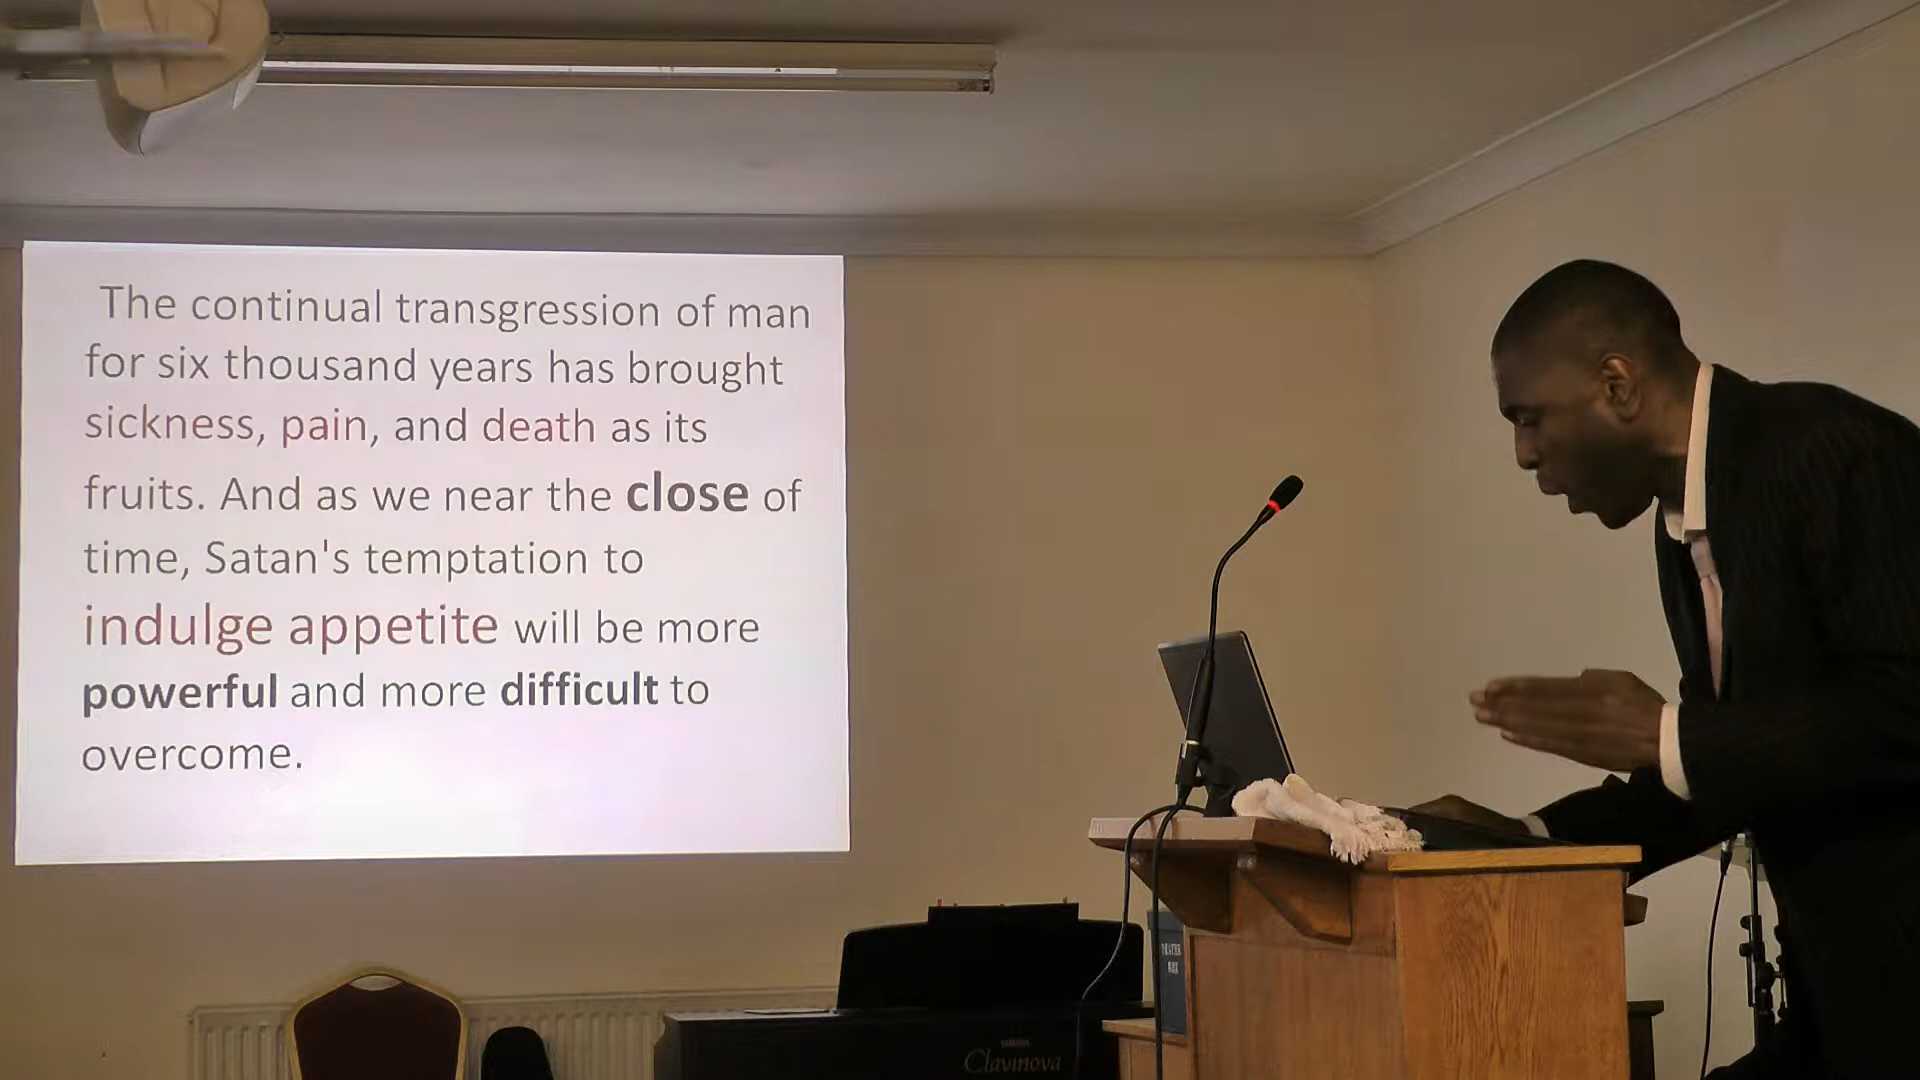 The continual transgression of man
for six thousand years has brought
sickness, pain, and death as its
fruits. And as we near the close of
time, Satan's temptation to
indulge appetite will be more
powerful and more difficult to
overcome.
YAMAHA
Clavinova
PRAYER